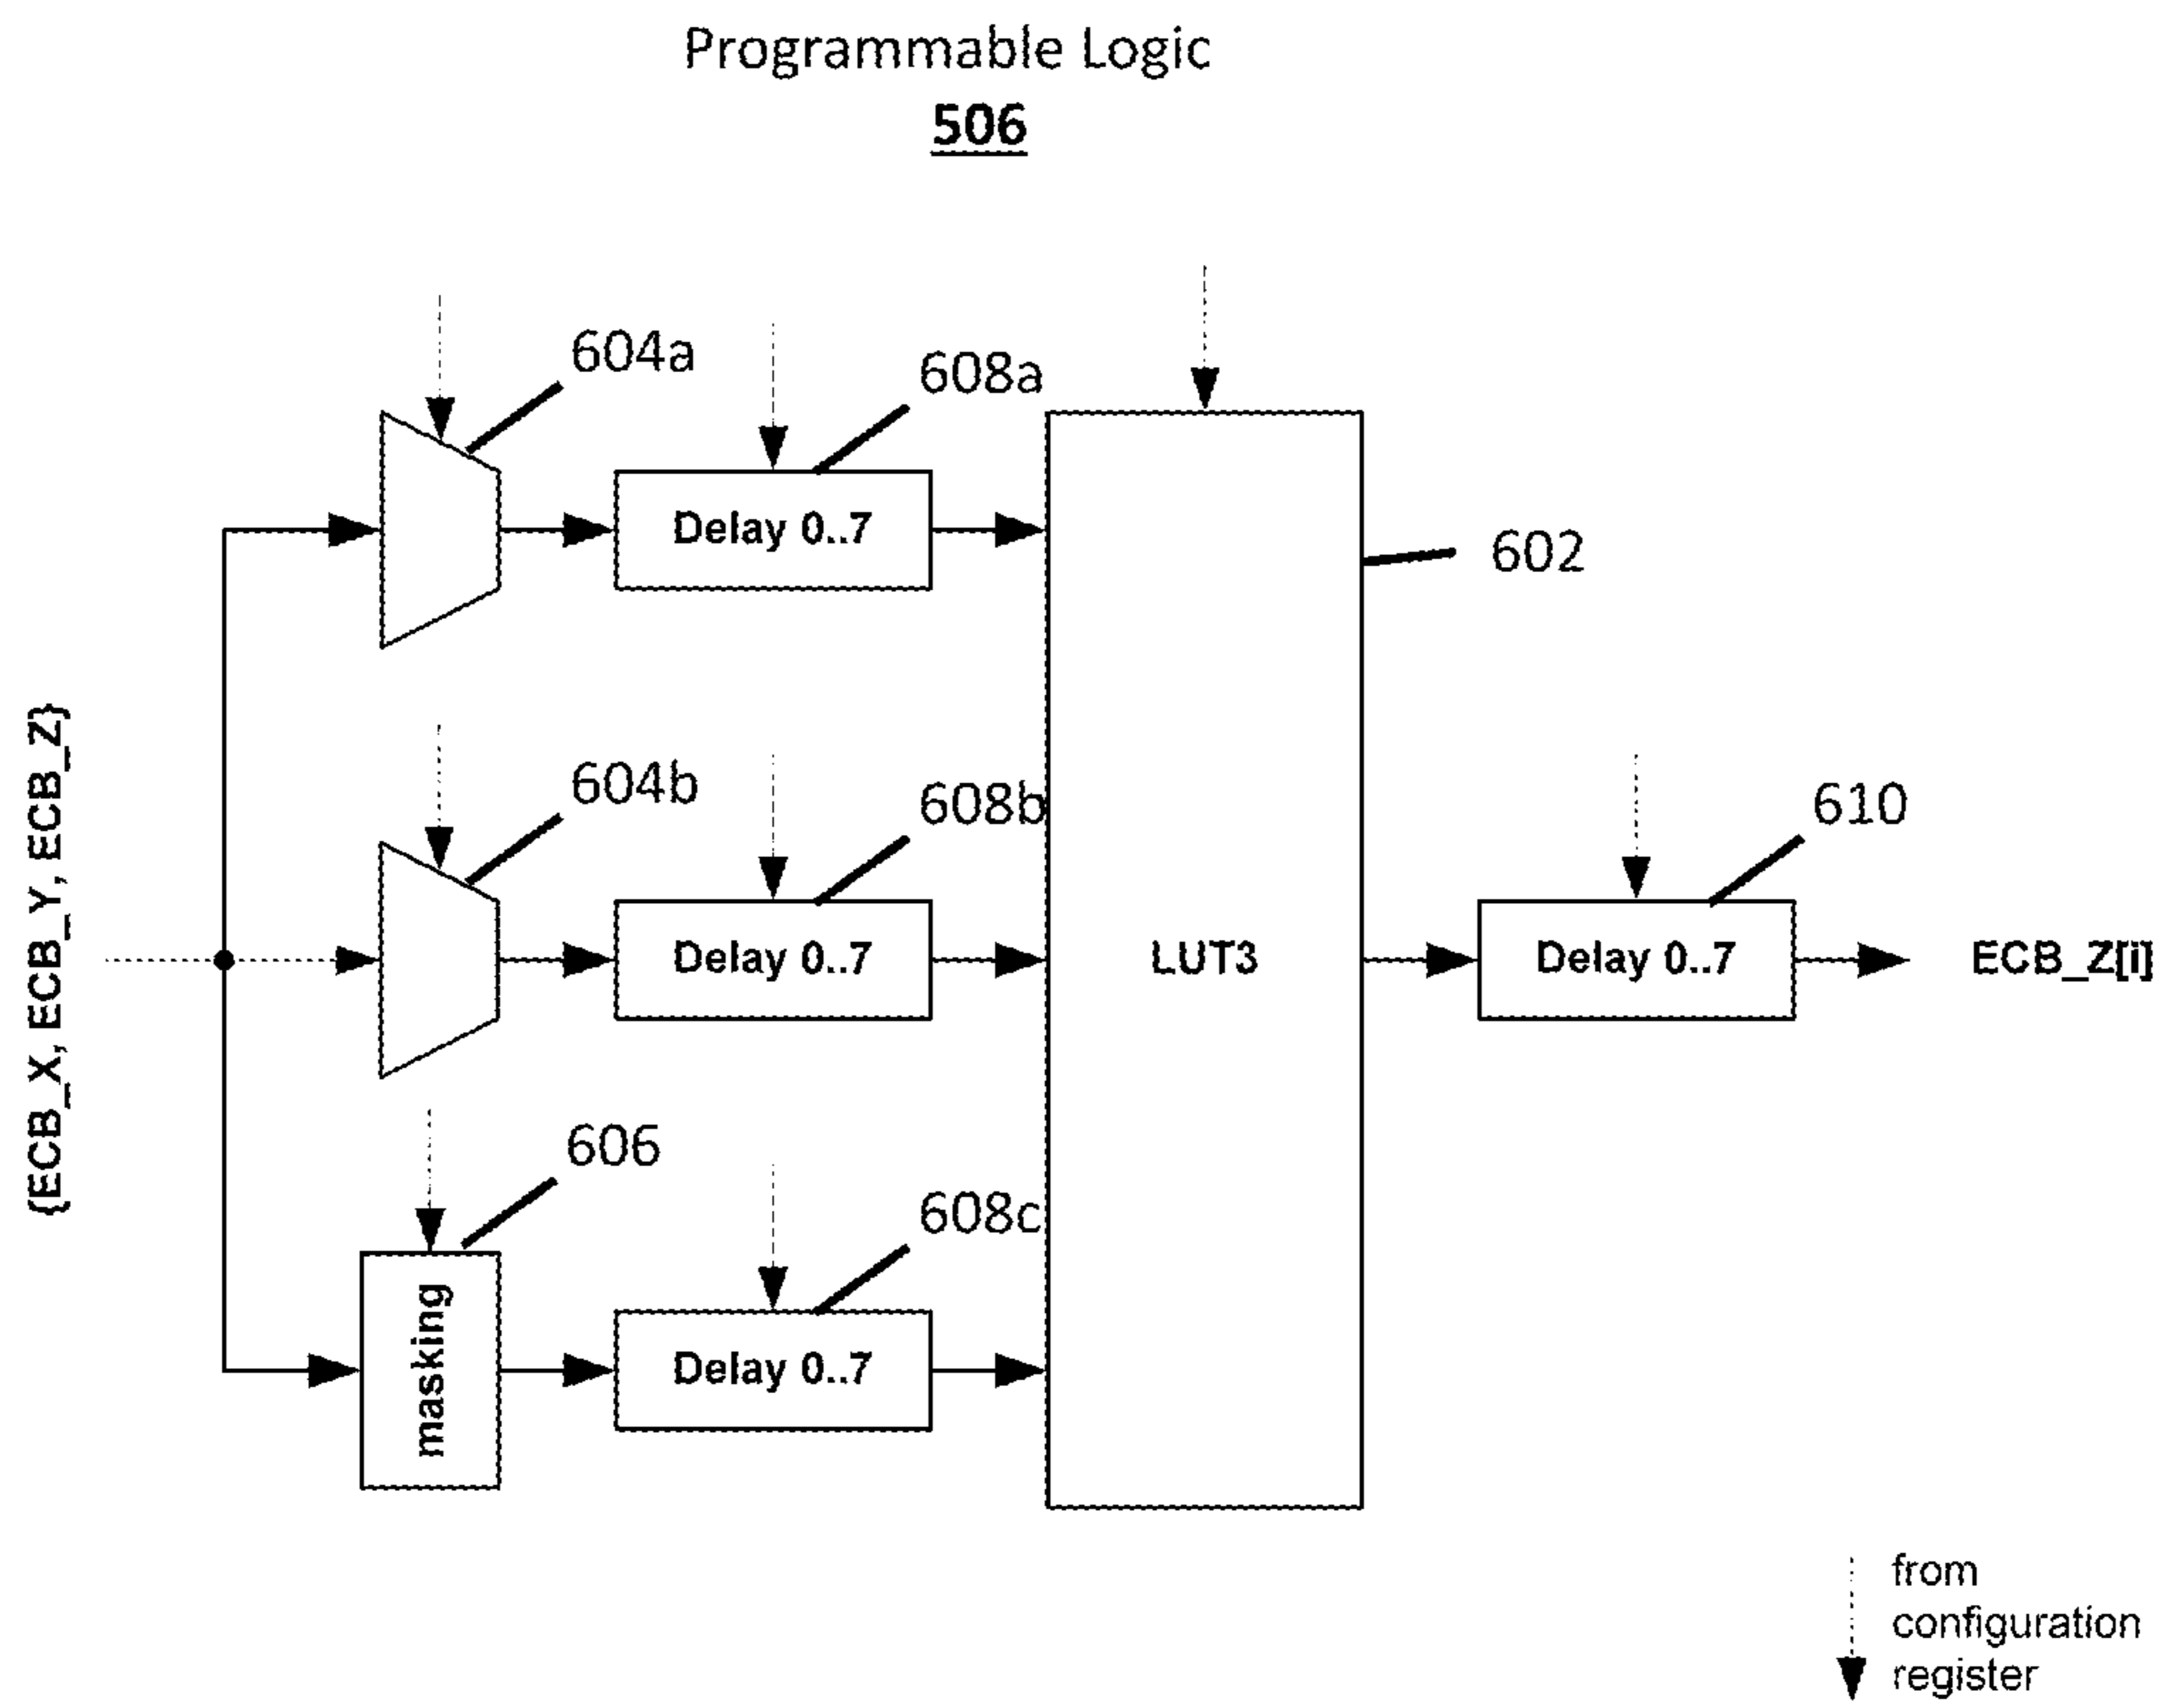 Programmable Logic
506
604a
608a
Delay 0..7
602
{ECB_X, ECB_Y, ECB_Z}
604b
608b
Delay 0..7
LUT3
610
Delay 0..7
ECB_Z[i]
606
masking
608c
Delay 0..7
from
configuration
register